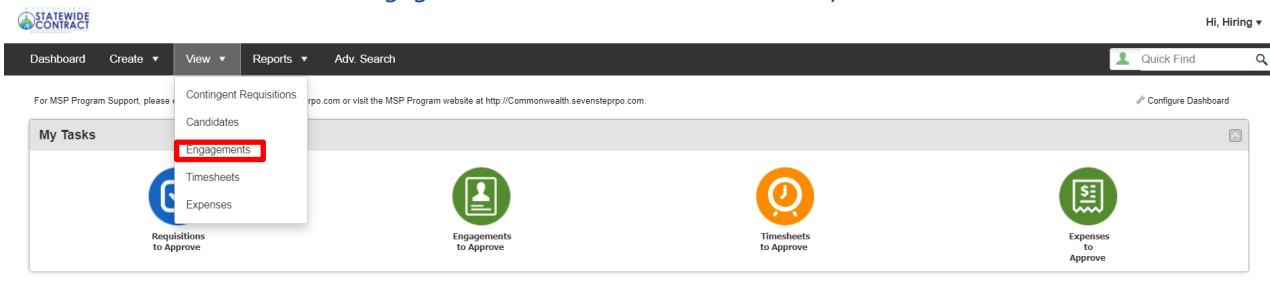 STATEWIDE
CONTRACT
Hi, Hiring ▾
Dashboard Create ▾ View ▾ Reports ▾ Adv. Search Quick Find
For MSP Program Support, please rpo.com or visit the MSP Program website at http://Commonwealth.sevensteprpo.com. Configure Dashboard
Contingent Requisitions
Candidates
Engagements
Timesheets
Expenses
My Tasks
Requisitions
to Approve
Engagements
to Approve
Timesheets
to Approve
Expenses
to
Approve